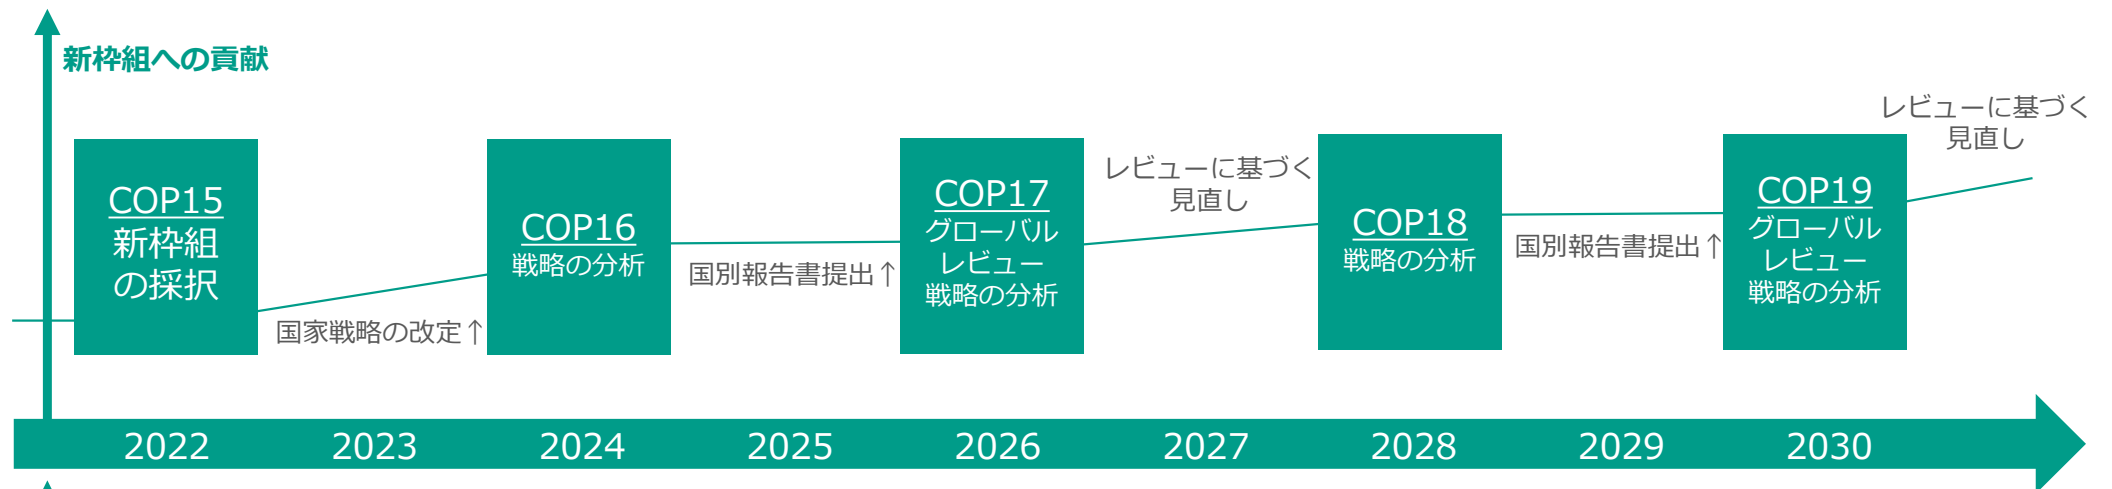 新枠組への貢献
COP15
新枠組
の採択
国家戦略の改定↑
COP16
戦略の分析
国別報告書提出↑
COP17
グローバル
レビュー
戦略の分析
レビューに基づく
見直し
COP18
戦略の分析
国別報告書提出↑
COP19
グローバル
レビュー
戦略の分析
レビューに基づく
見直し
2022 2023 2024 2025 2026 2027 2028 2029 2030